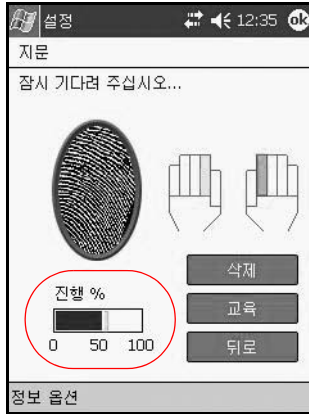 설정 12:35 ok
지문
잠시 기다려 주십시오...
삭제
진행 %
교육
0 50 100
뒤로
정보 옵션